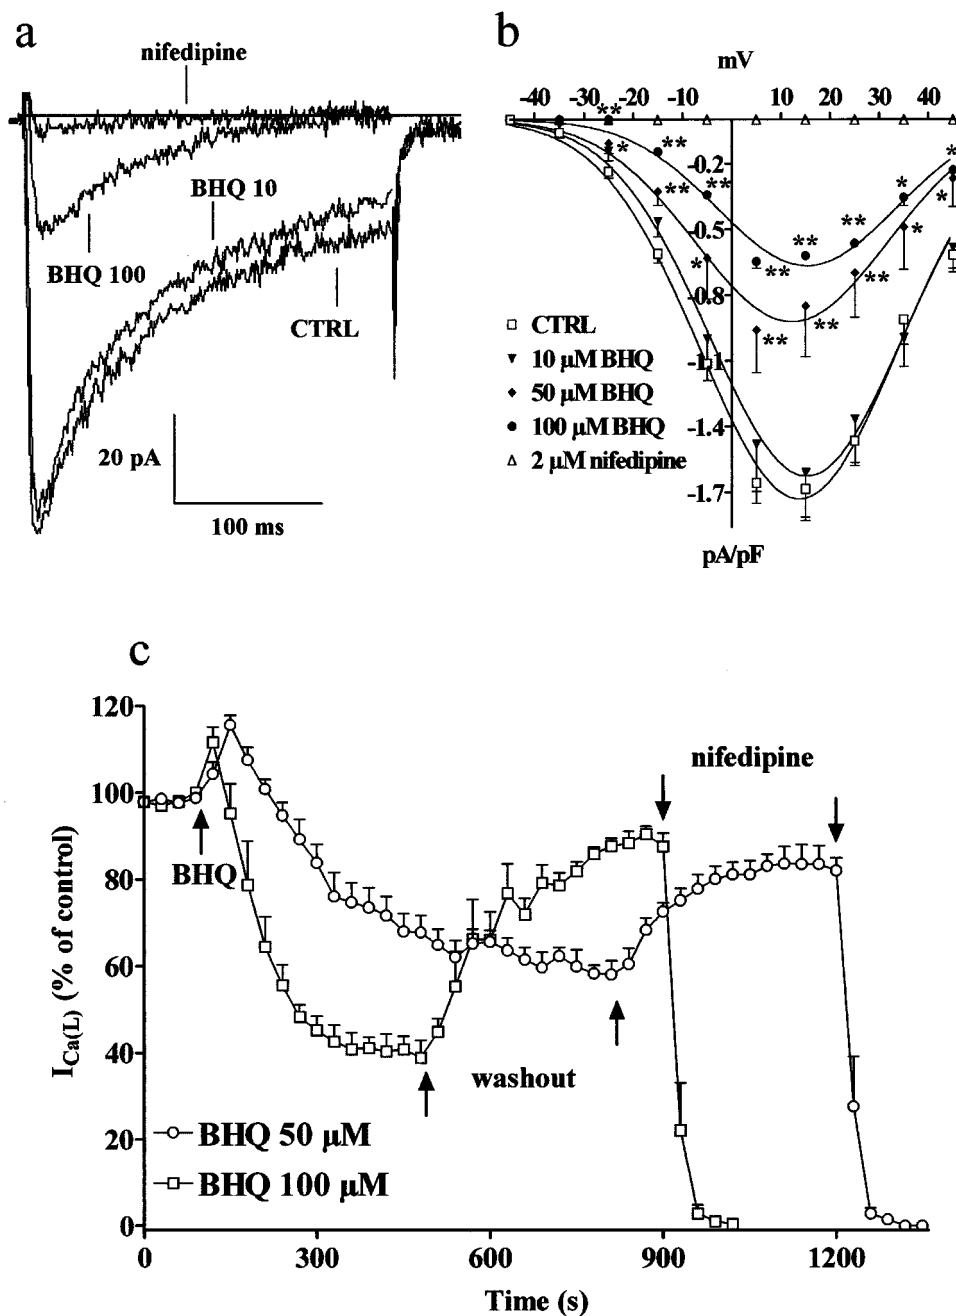 a
nifedipine
BHQ 10
BHQ 100
CTRL
20 pA
100 ms
b
mV
-40 -30 -20 -10 10 20 30 40
** * ** ** ** ** * *
* ** * ** ** ** * *
-0.2
-0.5
-0.8
-1.1
-1.4
-1.7
pA/pF
CTRL
10 µM BHQ
50 µM BHQ
100 µM BHQ
2 µM nifedipine
c
120
100
80
60
40
20
0
I Ca(L) (% of control)
BHQ
washout
nifedipine
BHQ 50 µM
BHQ 100 µM
0 300 600 900 1200
Time (s)